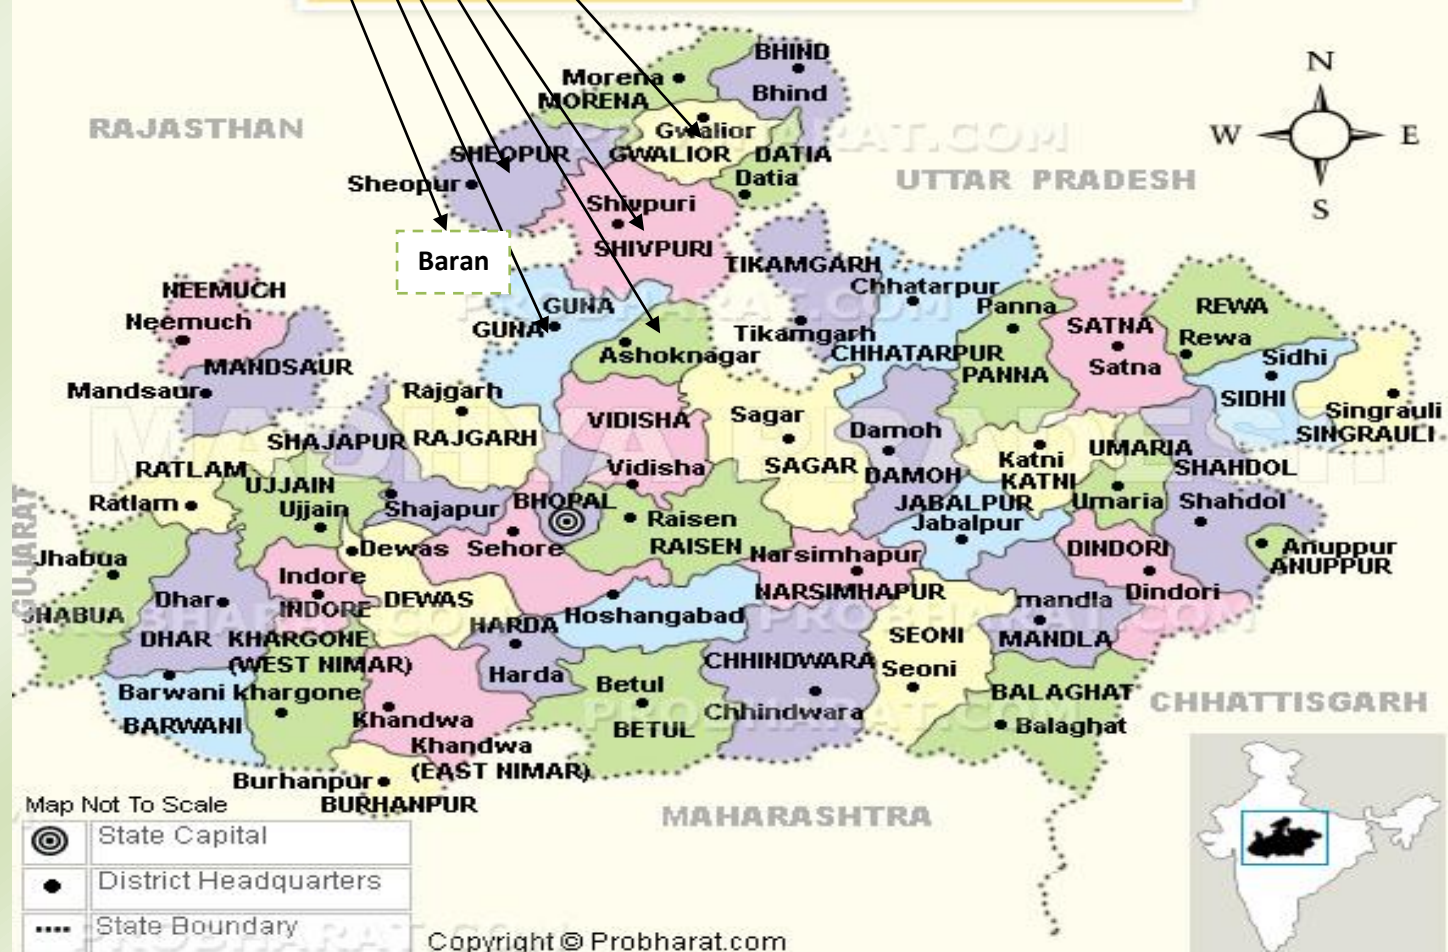 BHIND
Morena
MORENA
Bhind
N
W
E
S
RAJASTHAN
Gwalior
GWALIOR
DATIA
SHEOPUR
Sheopur
Datia
UTTAR PRADESH
Shivpuri
SHIVPURI
Baran
TIKAMGARH
Chhatarpur
NEEMUCH
Neemuch
GUNA
GUNA
Panna
REWA
SATNA
Rewa
Tikamgarh
CHHATARPUR
Ashoknagar
MANDSAUR
Mandsaur
PANNA
Satna
Sidhi
SIDHI
Singrauli
SINGRAULI
Rajgarh
RAJGARH
VIDISHA
Sagar
SAGAR
Damoh
DAMOH
MADHYA PRADESH
SHAJAPUR
Katni
KATNI
UMARIA
SHAHDOL
RATLAM
Ratlam
UJJAIN
Ujjain
Shajapur
BHOPAL
Vidisha
Raisen
RAISEN
JABALPUR
Jabalpur
Umaria
Shahdol
GUJARAT
Jhabua
JHABUA
Dewas
Sehore
Narsimhapur
NARSIMHAPUR
DINDORI
Dindori
Anuppur
ANUPPUR
Indore
INDORE
DEWAS
Dhar
DHAR
HARDA
Harda
Hoshangabad
mandla
MANDLA
KHARGONE
(WEST NIMAR)
SEONI
Seoni
CHHINDWARA
Chhindwara
Barwani
BARWANI
khargone
Khandwa
Khandwa
(EAST NIMAR)
Betul
BETUL
BALAGHAT
Balaghat
CHHATTISGARH
Burhanpur
BURHANPUR
MAHARASHTRA
Map Not To Scale
State Capital
District Headquarters
State Boundary
Copyright © Probharat.com
PROBHARAT.COM